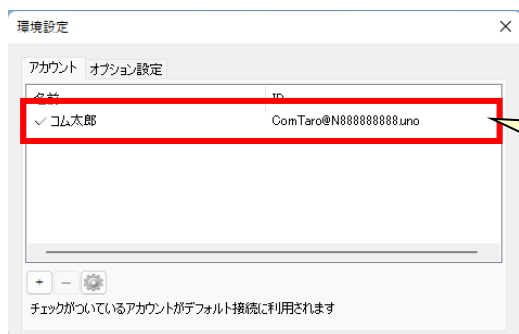 環境設定
アカウント オプション設定
名前 ID
コム太郎 ComTaro@N888888888.uno
チェックがついているアカウントがデフォルト接続に利用されます